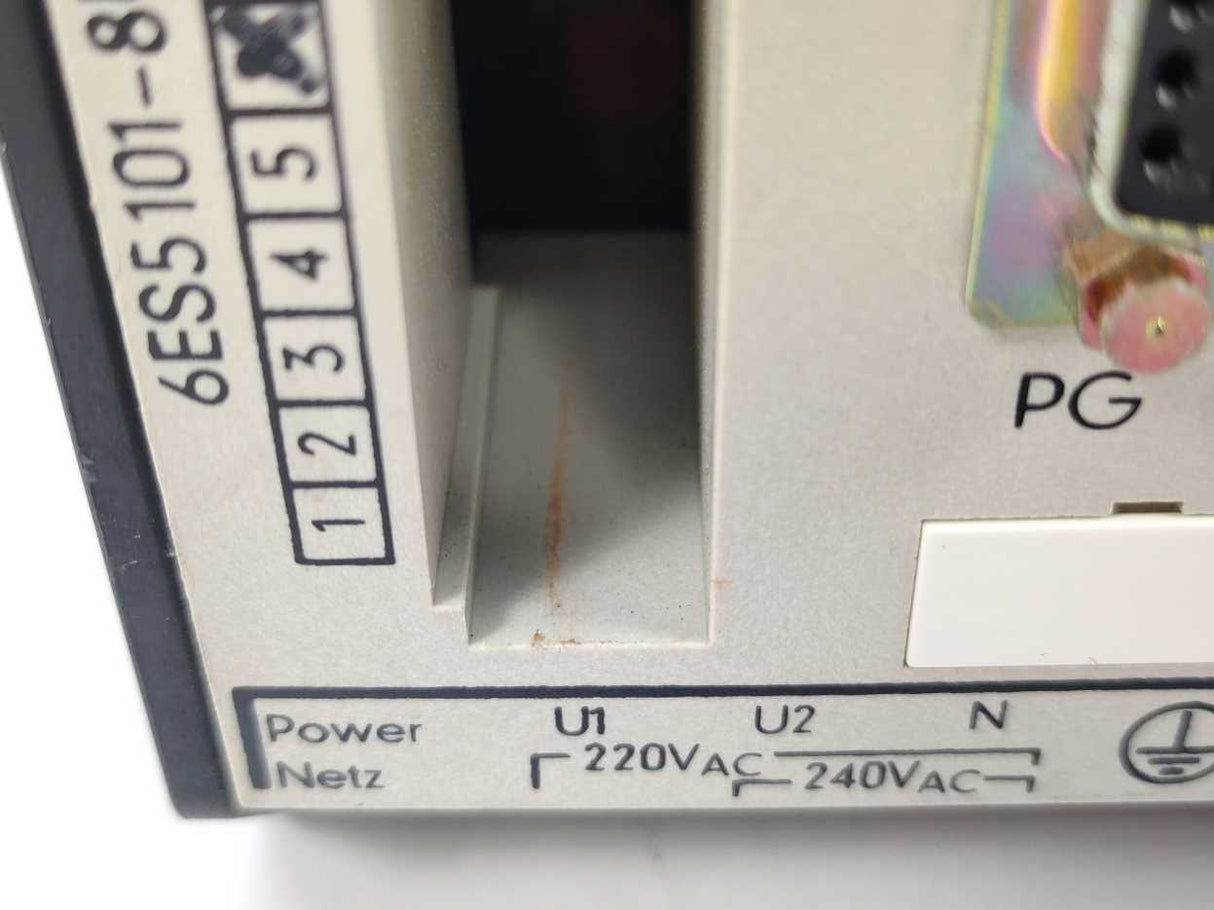 6ES5101-8
5
4
3
2
1
PG
Power U1 U2 N
Netz 220VAC 240VAC